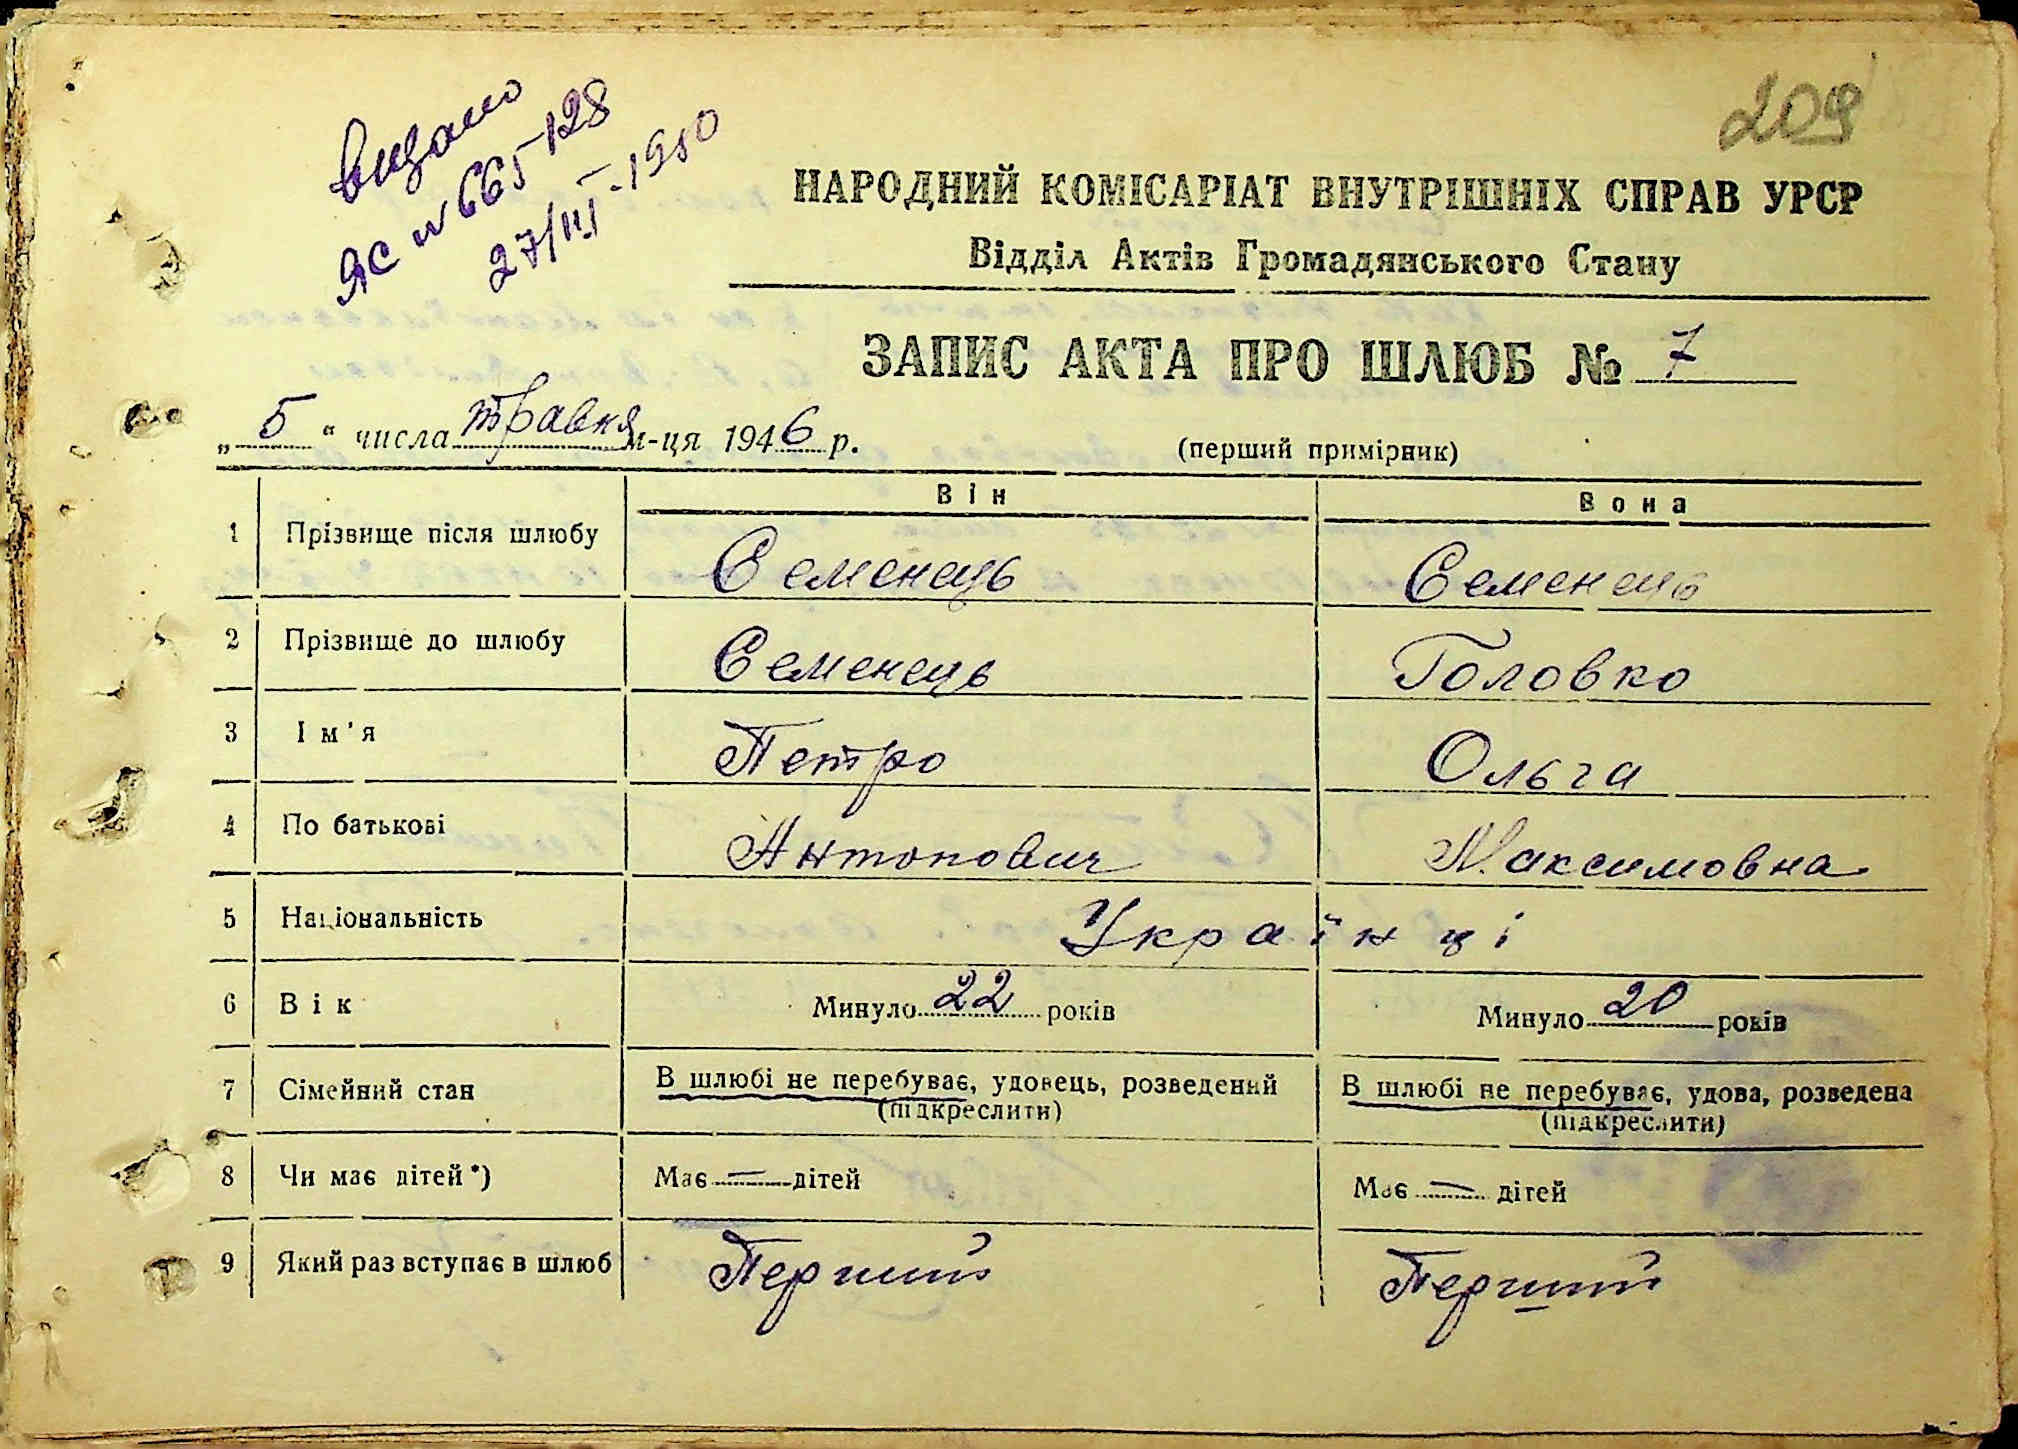 видано
ЯС № 665128
27/III-1950
209
НАРОДНИЙ КОМІСАРІАТ ВНУТРІШНІХ СПРАВ УРСР
Відділ Актів Громадянського Стану
ЗАПИС АКТА ПРО ШЛЮБ № 7
„5" числа травня м-ця 1946 р. (перший примірник)
Він Вона
1 Прізвище після шлюбу Семенець Семенець
2 Прізвище до шлюбу Семенець Головко
3 Ім'я Петро Ольга
4 По батькові Антонович Максимовна
5 Національність Українці
6 Вік Минуло 22 років Минуло 20 років
7 Сімейний стан В шлюбі не перебуває, удовець, розведений (підкреслити) В шлюбі не перебуває, удова, розведена (підкреслити)
8 Чи має дітей*) Має — дітей Має — дітей
9 Який раз вступає в шлюб Перший Перший